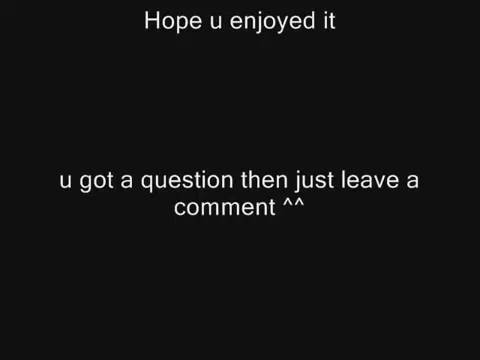 Hope u enjoyed it
u got a question then just leave a
comment ^^